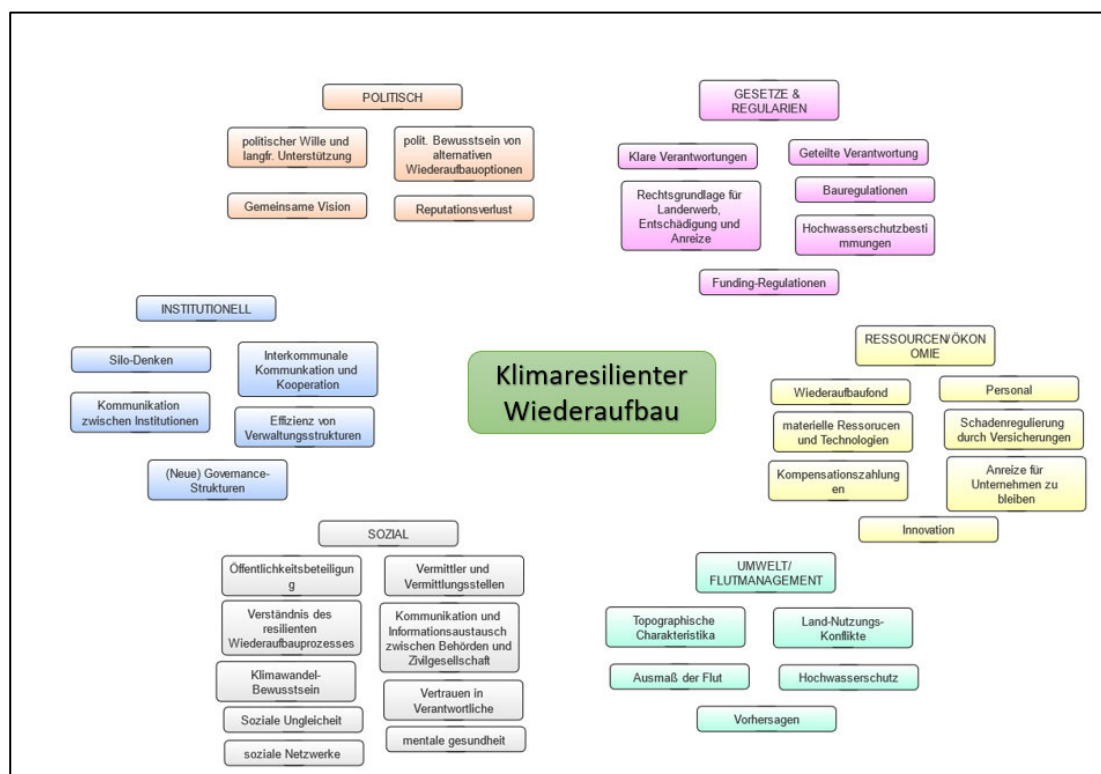 POLITISCH
politischer Wille und
langfr. Unterstützung
polit. Bewusstsein von
alternativen
Wiederaufbauoptionen
Gemeinsame Vision
Reputationsverlust
GESETZE &
REGULARIEN
Klare Verantwortungen
Geteilte Verantwortung
Rechtsgrundlage für
Landerwerb,
Entschädigung und
Anreize
Bauregulationen
Hochwasserschutzbesti
mmungen
Funding-Regulationen
INSTITUTIONELL
Silo-Denken
Interkommunale
Kommunkation und
Kooperation
Kommunikation
zwischen Institutionen
Effizienz von
Verwaltungsstrukturen
(Neue) Governance-
Strukturen
Klimaresilienter
Wiederaufbau
RESSOURCEN/ÖKON
OMIE
Wiederaufbaufond
Personal
materielle Ressorucen
und Technologien
Schadenregulierung
durch Versicherungen
Kompensationszahlung
en
Anreize für
Unternehmen zu
bleiben
Innovation
SOZIAL
Öffentlichkeitsbeteiligun
g
Vermittler und
Vermittlungsstellen
Verständnis des
resilienten
Wiederaufbauprozesses
Kommunikation und
Informationsaustausch
zwischen Behörden und
Zivilgesellschaft
Klimawandel-
Bewusstsein
Vertrauen in
Verantwortliche
Soziale Ungleicheit
soziale Netzwerke
mentale gesundheit
UMWELT/
FLUTMANAGEMENT
Topographische
Charakteristika
Land-Nutzungs-
Konflikte
Ausmaß der Flut
Hochwasserschutz
Vorhersagen